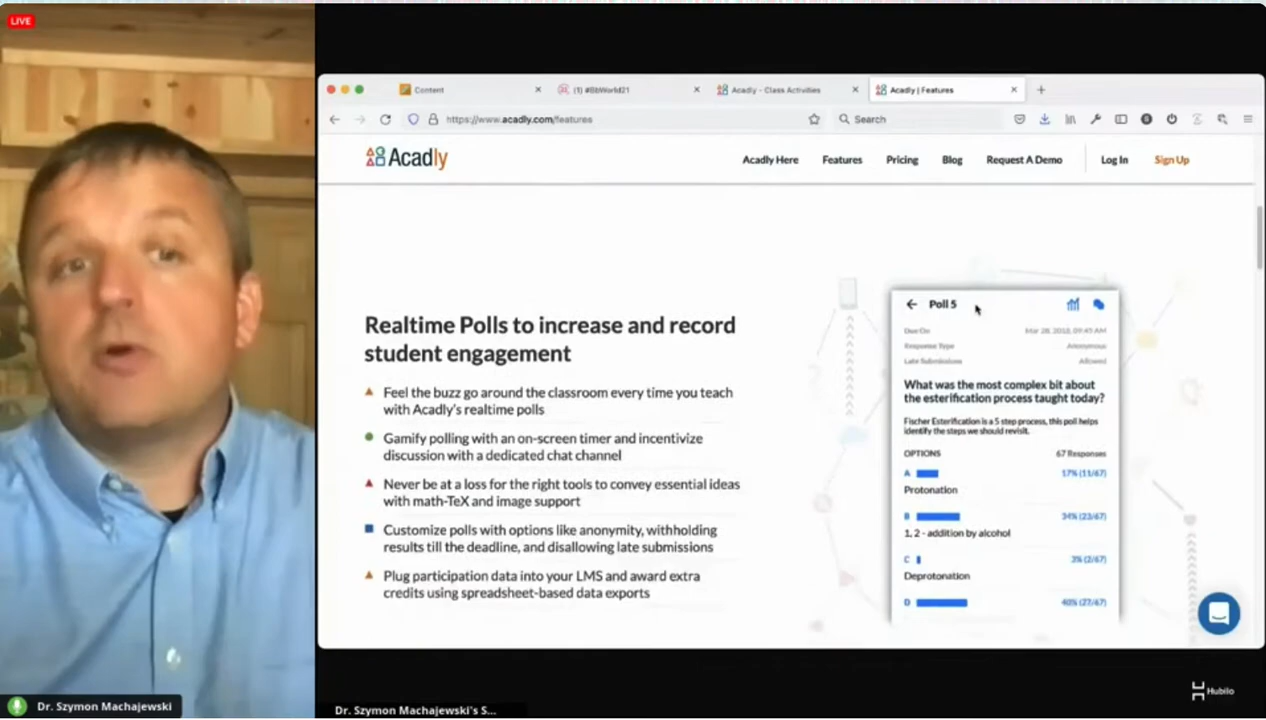 LIVE
Content
(1) #BbWorld21
Acadly - Class Activities
Acadly | Features
https://www.acadly.com/features
Search
Acadly
Acadly Here
Features
Pricing
Blog
Request A Demo
Log In
Sign Up
Realtime Polls to increase and record
student engagement
Feel the buzz go around the classroom every time you teach
with Acadly's realtime polls
Gamify polling with an on-screen timer and incentivize
discussion with a dedicated chat channel
Never be at a loss for the right tools to convey essential ideas
with math-TeX and image support
Customize polls with options like anonymity, withholding
results till the deadline, and disallowing late submissions
Plug participation data into your LMS and award extra
credits using spreadsheet-based data exports
Poll 5
Due On Mar 28, 2018, 09:45 AM
Response Type Anonymous
Late Submissions Allowed
What was the most complex bit about
the esterification process taught today?
Fischer Esterification is a 5 step process, this poll helps
identify the steps we should revisit.
OPTIONS 67 Responses
A 17% (11/67)
Protonation
B 34% (23/67)
1, 2 - addition by alcohol
C 3% (2/67)
Deprotonation
D 40% (27/67)
Hubilo
Dr. Szymon Machajewski
Dr. Szymon Machajewski's S...